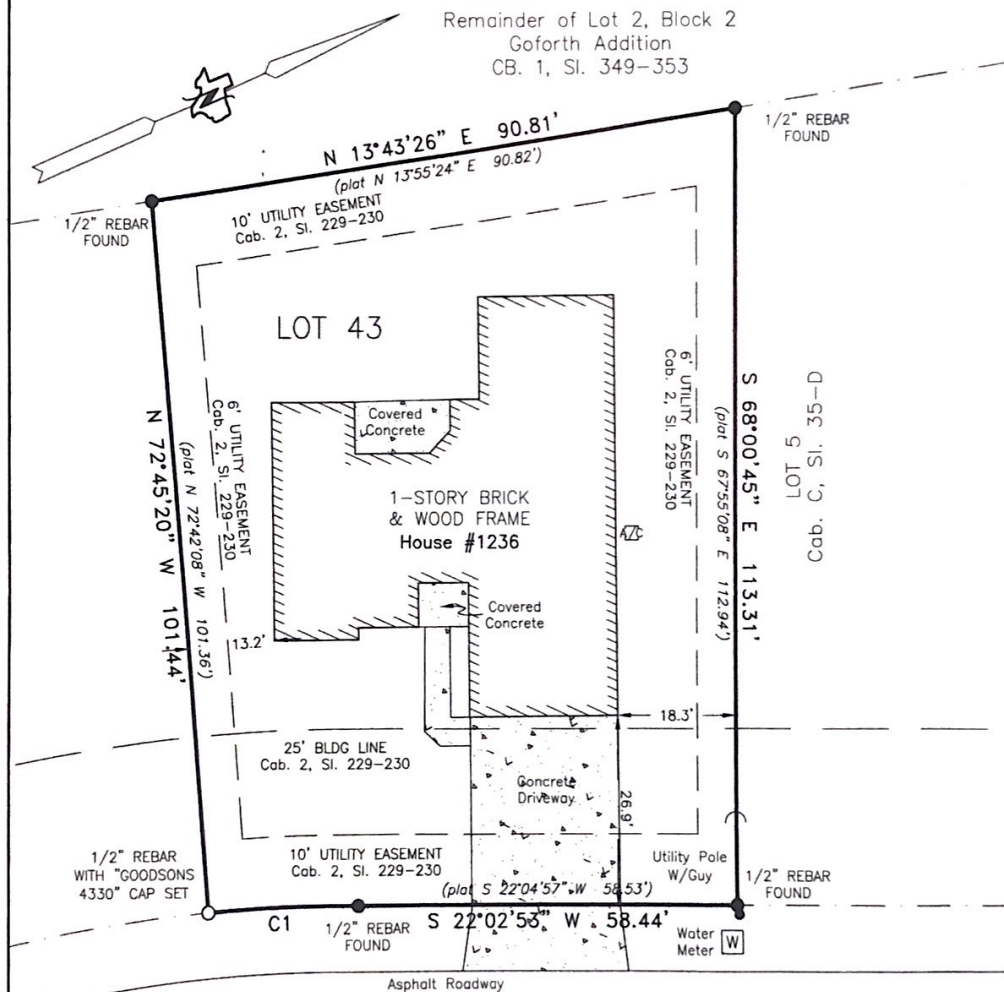 Remainder of Lot 2, Block 2
Goforth Addition
CB. 1, Sl. 349-353
N
1/2" REBAR
FOUND
N 13°43'26" E 90.81'
(plat N 13°55'24" E 90.82')
1/2" REBAR
FOUND
10' UTILITY EASEMENT
Cab. 2, Sl. 229-230
LOT 43
6' UTILITY EASEMENT
Cab. 2, Sl. 229-230
N 72°45'20" W 101.44'
(plat N 72°42'08" W 101.36')
Covered
Concrete
1-STORY BRICK
& WOOD FRAME
House #1236
A/C
6' UTILITY EASEMENT
Cab. 2, Sl. 229-230
S 68°00'45" E 113.31'
(plat S 67°55'08" E 112.94')
LOT 5
Cab. C, Sl. 35-D
Covered
Concrete
13.2'
18.3'
25' BLDG LINE
Cab. 2, Sl. 229-230
Concrete
Driveway
26.9'
1/2" REBAR
WITH "GOODSONS
4330" CAP SET
10' UTILITY EASEMENT
Cab. 2, Sl. 229-230
Utility Pole
W/Guy
1/2" REBAR
FOUND
(plat S 22°04'57" W 58.53')
C1
1/2" REBAR
FOUND
S 22°02'53" W 58.44'
Water
Meter
W
Asphalt Roadway